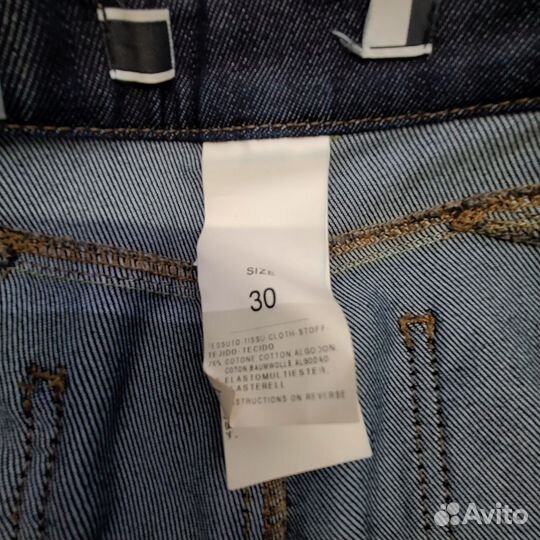 SIZE
30
TESSUTO-TISSU-CLOTH-STOFF
TEJIDO-TECIDO
COTONE COTTON ALGODON
COTON BAUMWOLLE ALGODAO
ELASTOMULTIESTER,
ELASTERELL
INSTRUCTIONS ON REVERSE
Avito